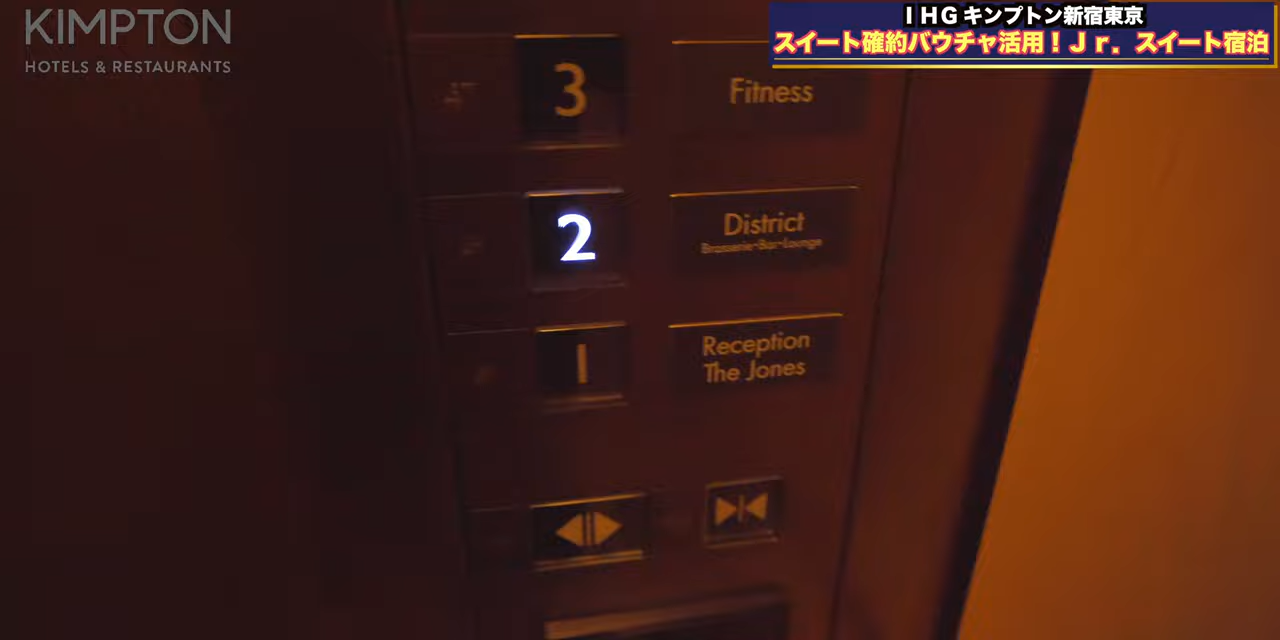 KIMPTON
HOTELS & RESTAURANTS
IHGキンプトン新宿東京
スイート確約バウチャ活用！Ｊｒ．スイート宿泊
3
Fitness
2
District
Brasserie・Bar・Lounge
1
Reception
The Jones